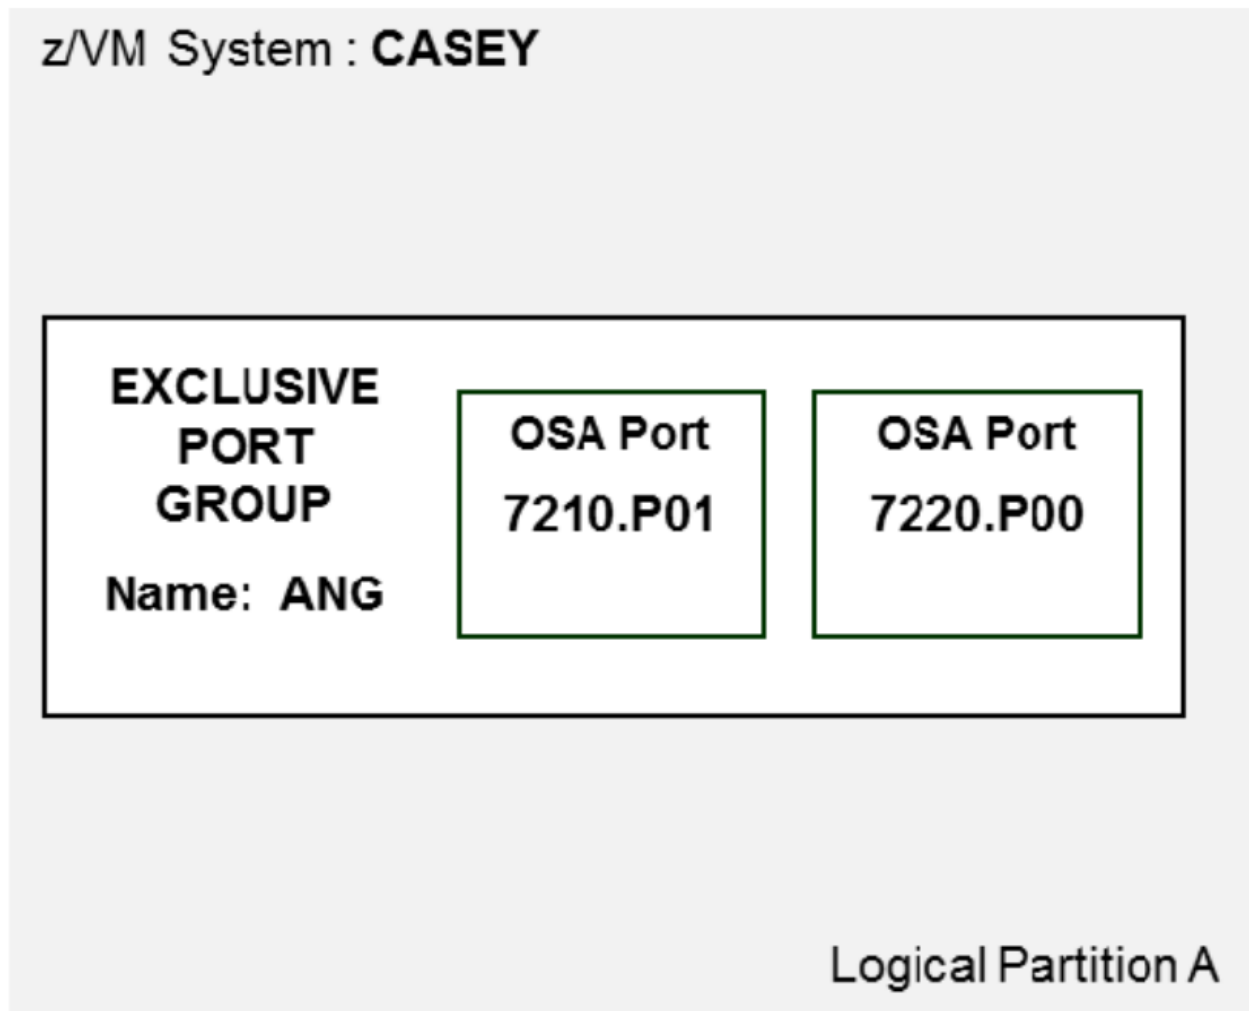 z/VM System : CASEY
EXCLUSIVE
PORT
GROUP
Name: ANG
OSA Port
7210.P01
OSA Port
7220.P00
Logical Partition A